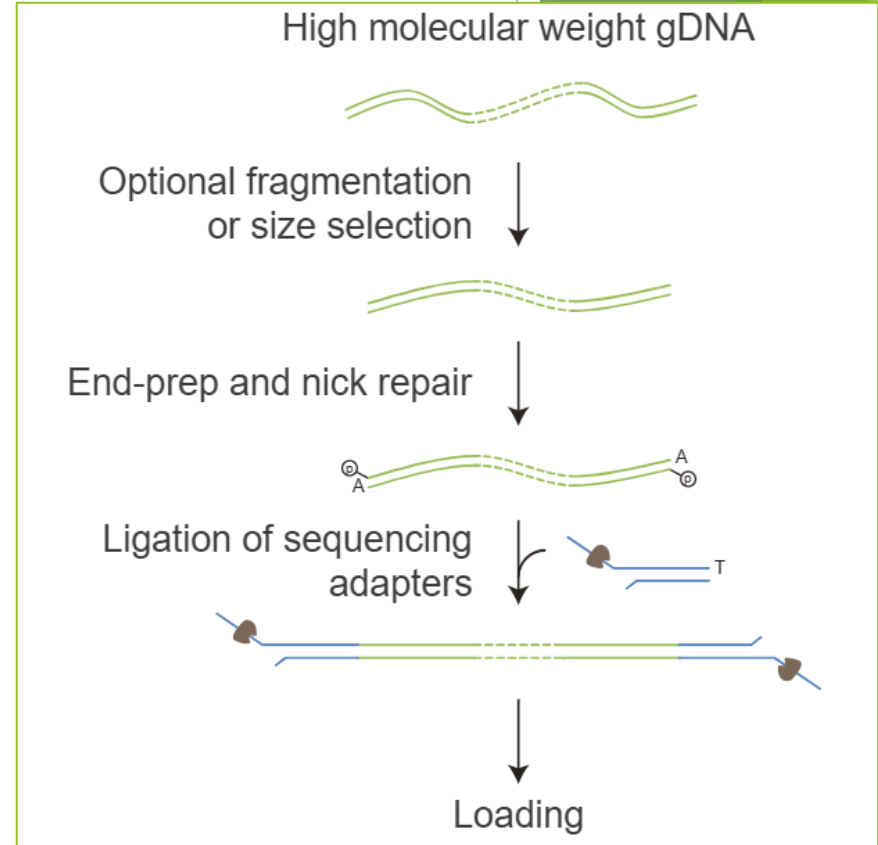 High molecular weight gDNA
Optional fragmentation
or size selection
End-prep and nick repair
p
A
A
p
Ligation of sequencing
adapters
T
Loading